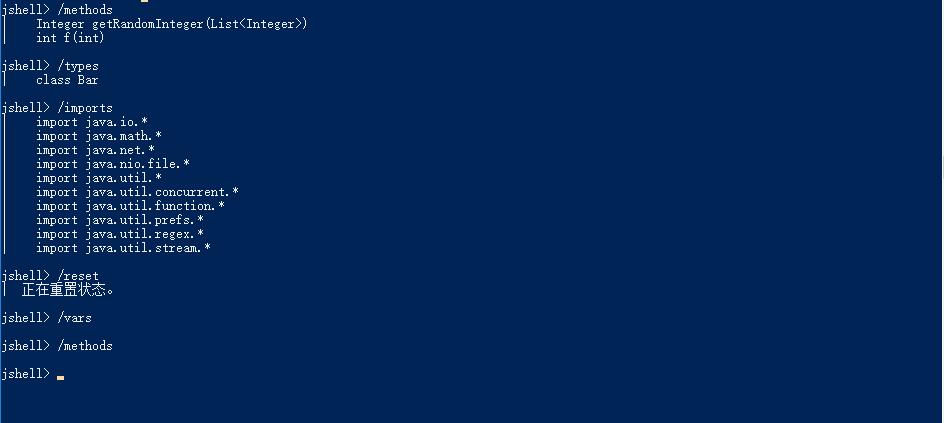 jshell> /methods
|    Integer getRandomInteger(List<Integer>)
|    int f(int)
jshell> /types
|    class Bar
jshell> /imports
|    import java.io.*
|    import java.math.*
|    import java.net.*
|    import java.nio.file.*
|    import java.util.*
|    import java.util.concurrent.*
|    import java.util.function.*
|    import java.util.prefs.*
|    import java.util.regex.*
|    import java.util.stream.*
jshell> /reset
|  正在重置状态。
jshell> /vars
jshell> /methods
jshell>